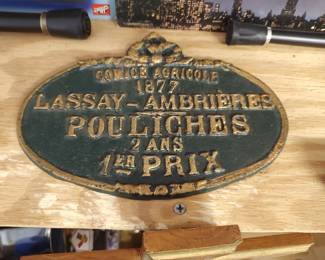 COMICE AGRICOLE
1877
LASSAY-AMBRIÈRES
POULICHES
2 ANS
1ER PRIX